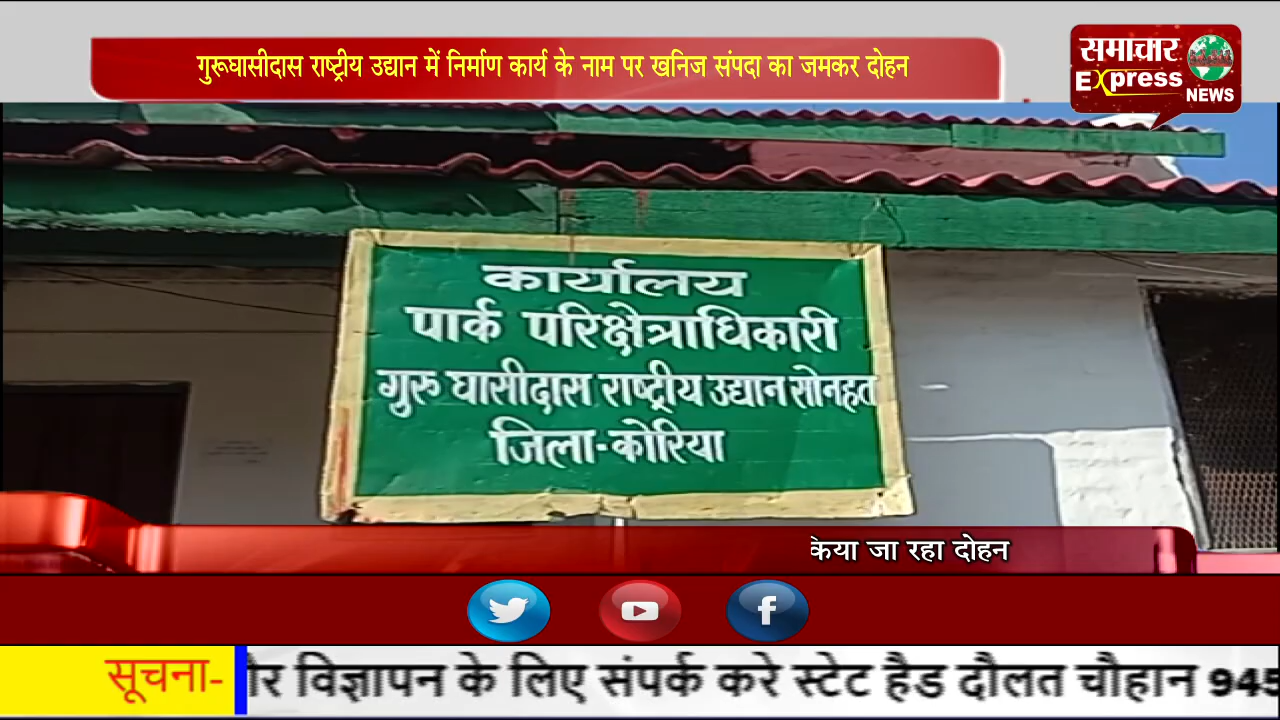 गुरूघासीदास राष्ट्रीय उद्यान में निर्माण कार्य के नाम पर खनिज संपदा का जमकर दोहन
समाचार
Express
NEWS
कार्यालय
पार्क परिक्षेत्राधिकारी
गुरु घासीदास राष्ट्रीय उद्यान सोनहत
जिला-कोरिया
किया जा रहा दोहन
सूचना- विज्ञापन के लिए संपर्क करे स्टेट हैड दौलत चौहान 945